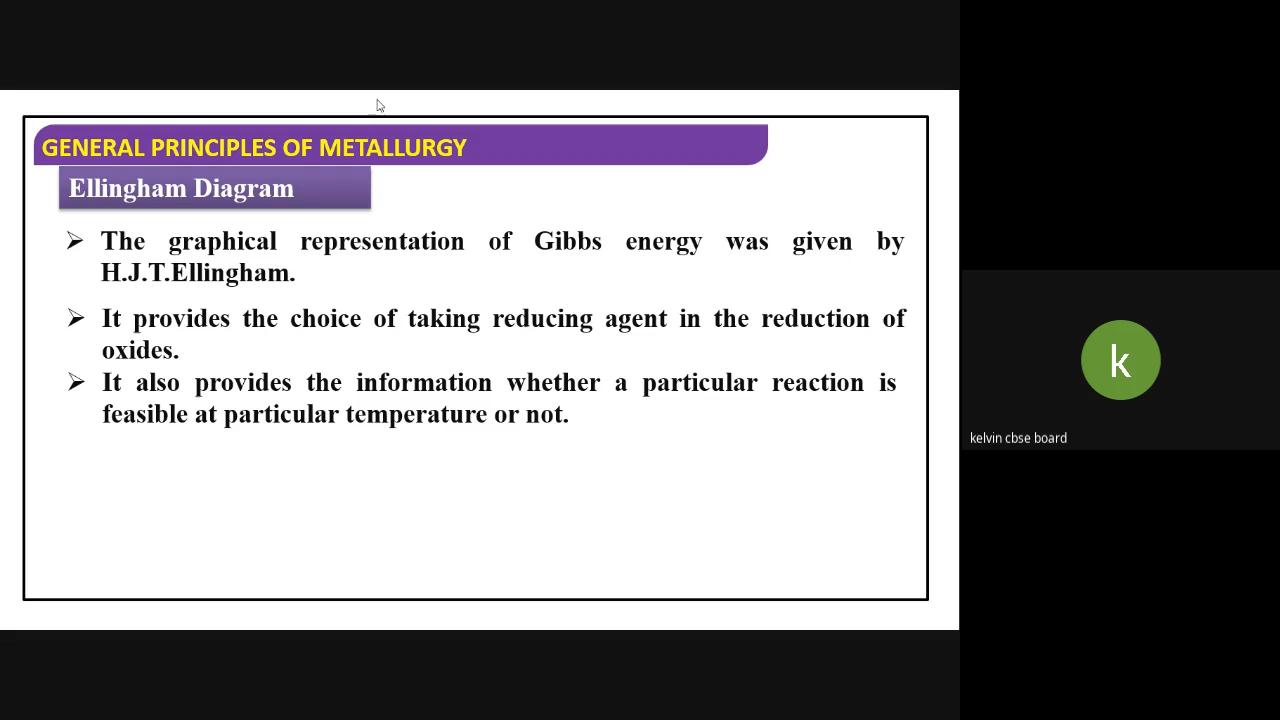 GENERAL PRINCIPLES OF METALLURGY
Ellingham Diagram
➢ The graphical representation of Gibbs energy was given by
H.J.T.Ellingham.
➢ It provides the choice of taking reducing agent in the reduction of
oxides.
➢ It also provides the information whether a particular reaction is
feasible at particular temperature or not.
k
kelvin cbse board